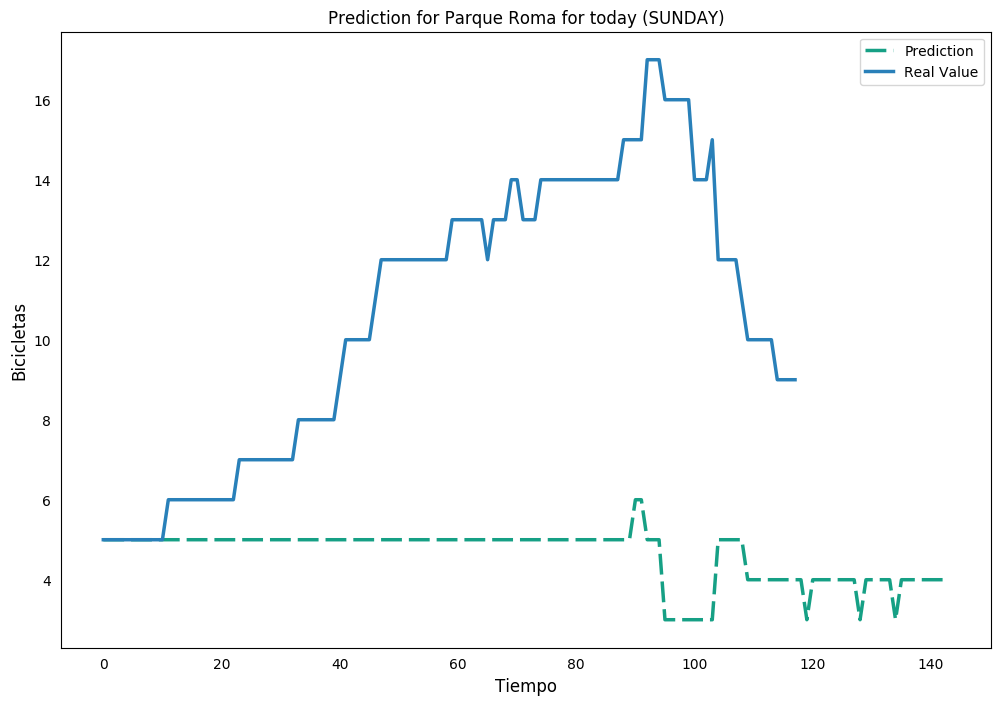 Prediction for Parque Roma for today (SUNDAY)
Prediction
Real Value
Bicicletas
16
14
12
10
8
6
4
0 20 40 60 80 100 120 140
Tiempo